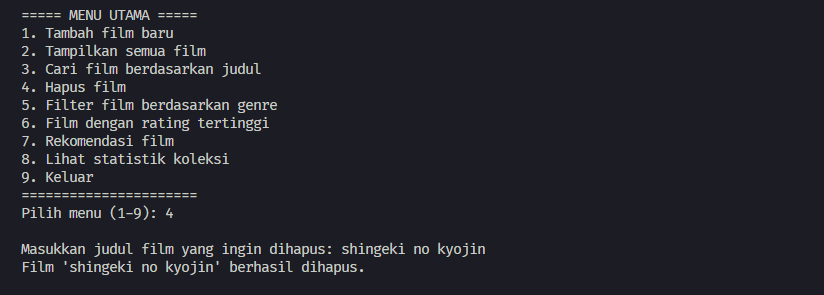 ===== MENU UTAMA =====
1. Tambah film baru
2. Tampilkan semua film
3. Cari film berdasarkan judul
4. Hapus film
5. Filter film berdasarkan genre
6. Film dengan rating tertinggi
7. Rekomendasi film
8. Lihat statistik koleksi
9. Keluar
======================
Pilih menu (1-9): 4
Masukkan judul film yang ingin dihapus: shingeki no kyojin
Film 'shingeki no kyojin' berhasil dihapus.